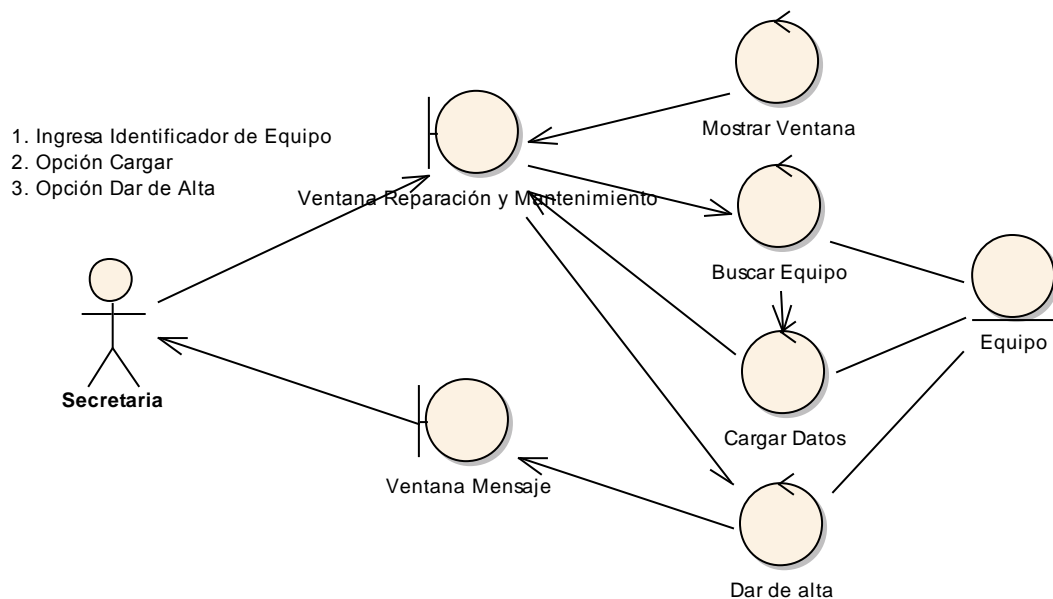 1. Ingresa Identificador de Equipo
2. Opción Cargar
3. Opción Dar de Alta
Mostrar Ventana
Ventana Reparación y Mantenimiento
Buscar Equipo
Equipo
Secretaria
Cargar Datos
Ventana Mensaje
Dar de alta